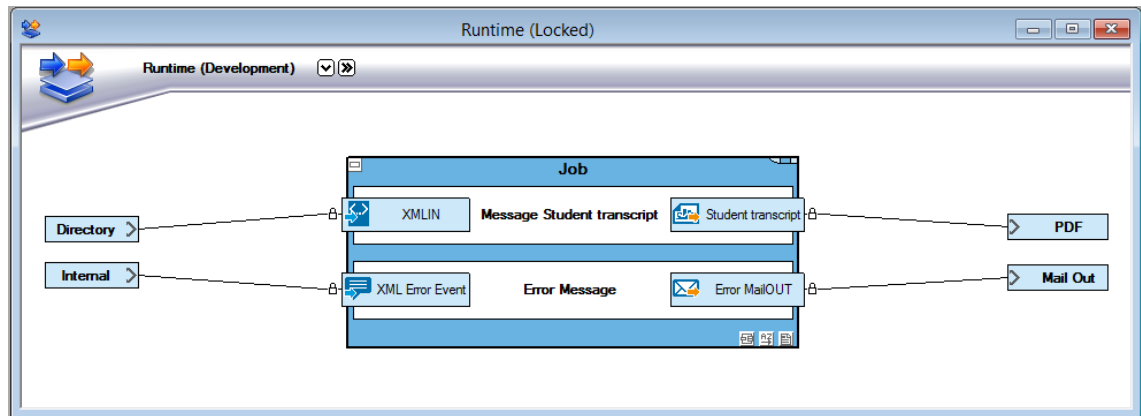 Runtime (Locked)
Runtime (Development)
Job
Directory
XMLIN
Message Student transcript
Student transcript
PDF
Internal
XML Error Event
Error Message
Error MailOUT
Mail Out